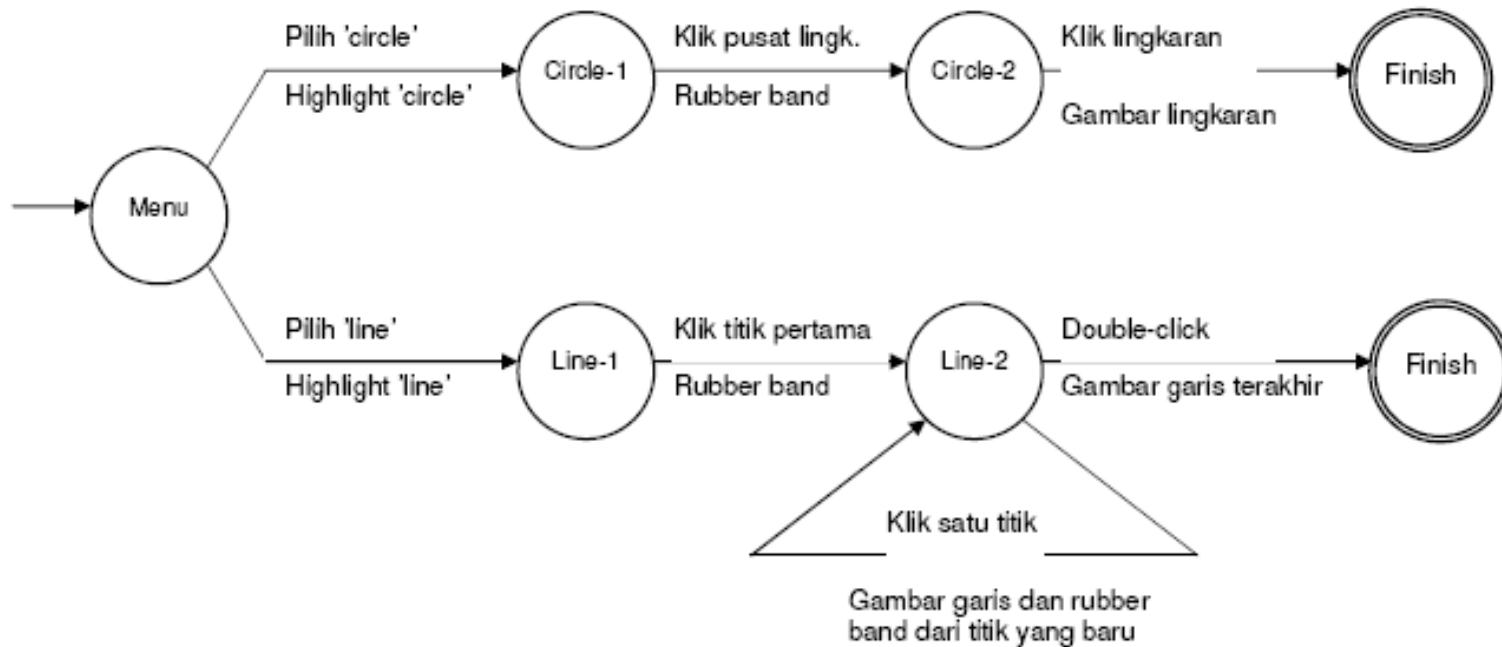 Pilih 'circle'
Highlight 'circle'
Circle-1
Klik pusat lingk.
Rubber band
Circle-2
Klik lingkaran
Gambar lingkaran
Finish
Menu
Pilih 'line'
Highlight 'line'
Line-1
Klik titik pertama
Rubber band
Line-2
Double-click
Gambar garis terakhir
Finish
Klik satu titik
Gambar garis dan rubber
band dari titik yang baru